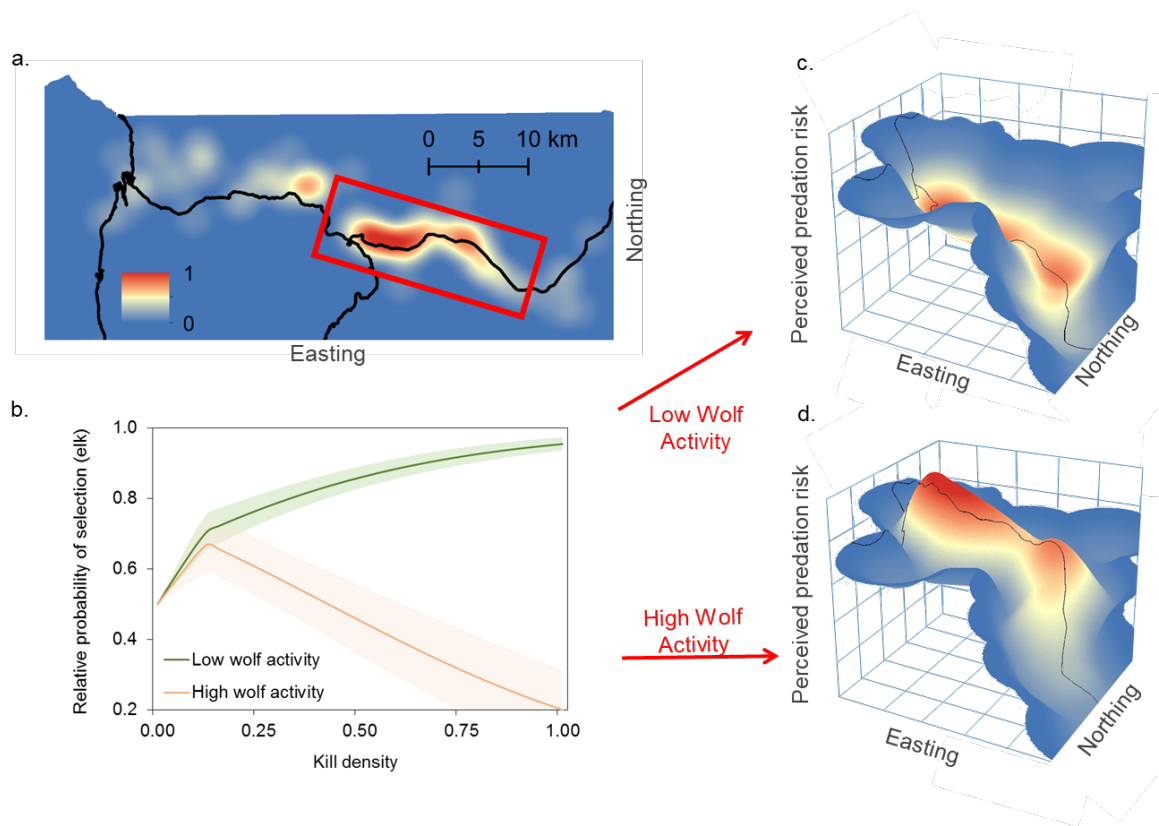 a.
0 5 10 km
1
0
Easting
Northing
b.
Relative probability of selection (elk)
1.0
0.8
0.6
0.4
0.2
Low wolf activity
High wolf activity
0.00 0.25 0.50 0.75 1.00
Kill density
Low Wolf
Activity
High Wolf
Activity
c.
Perceived predation risk
Easting
Northing
d.
Perceived predation risk
Easting
Northing